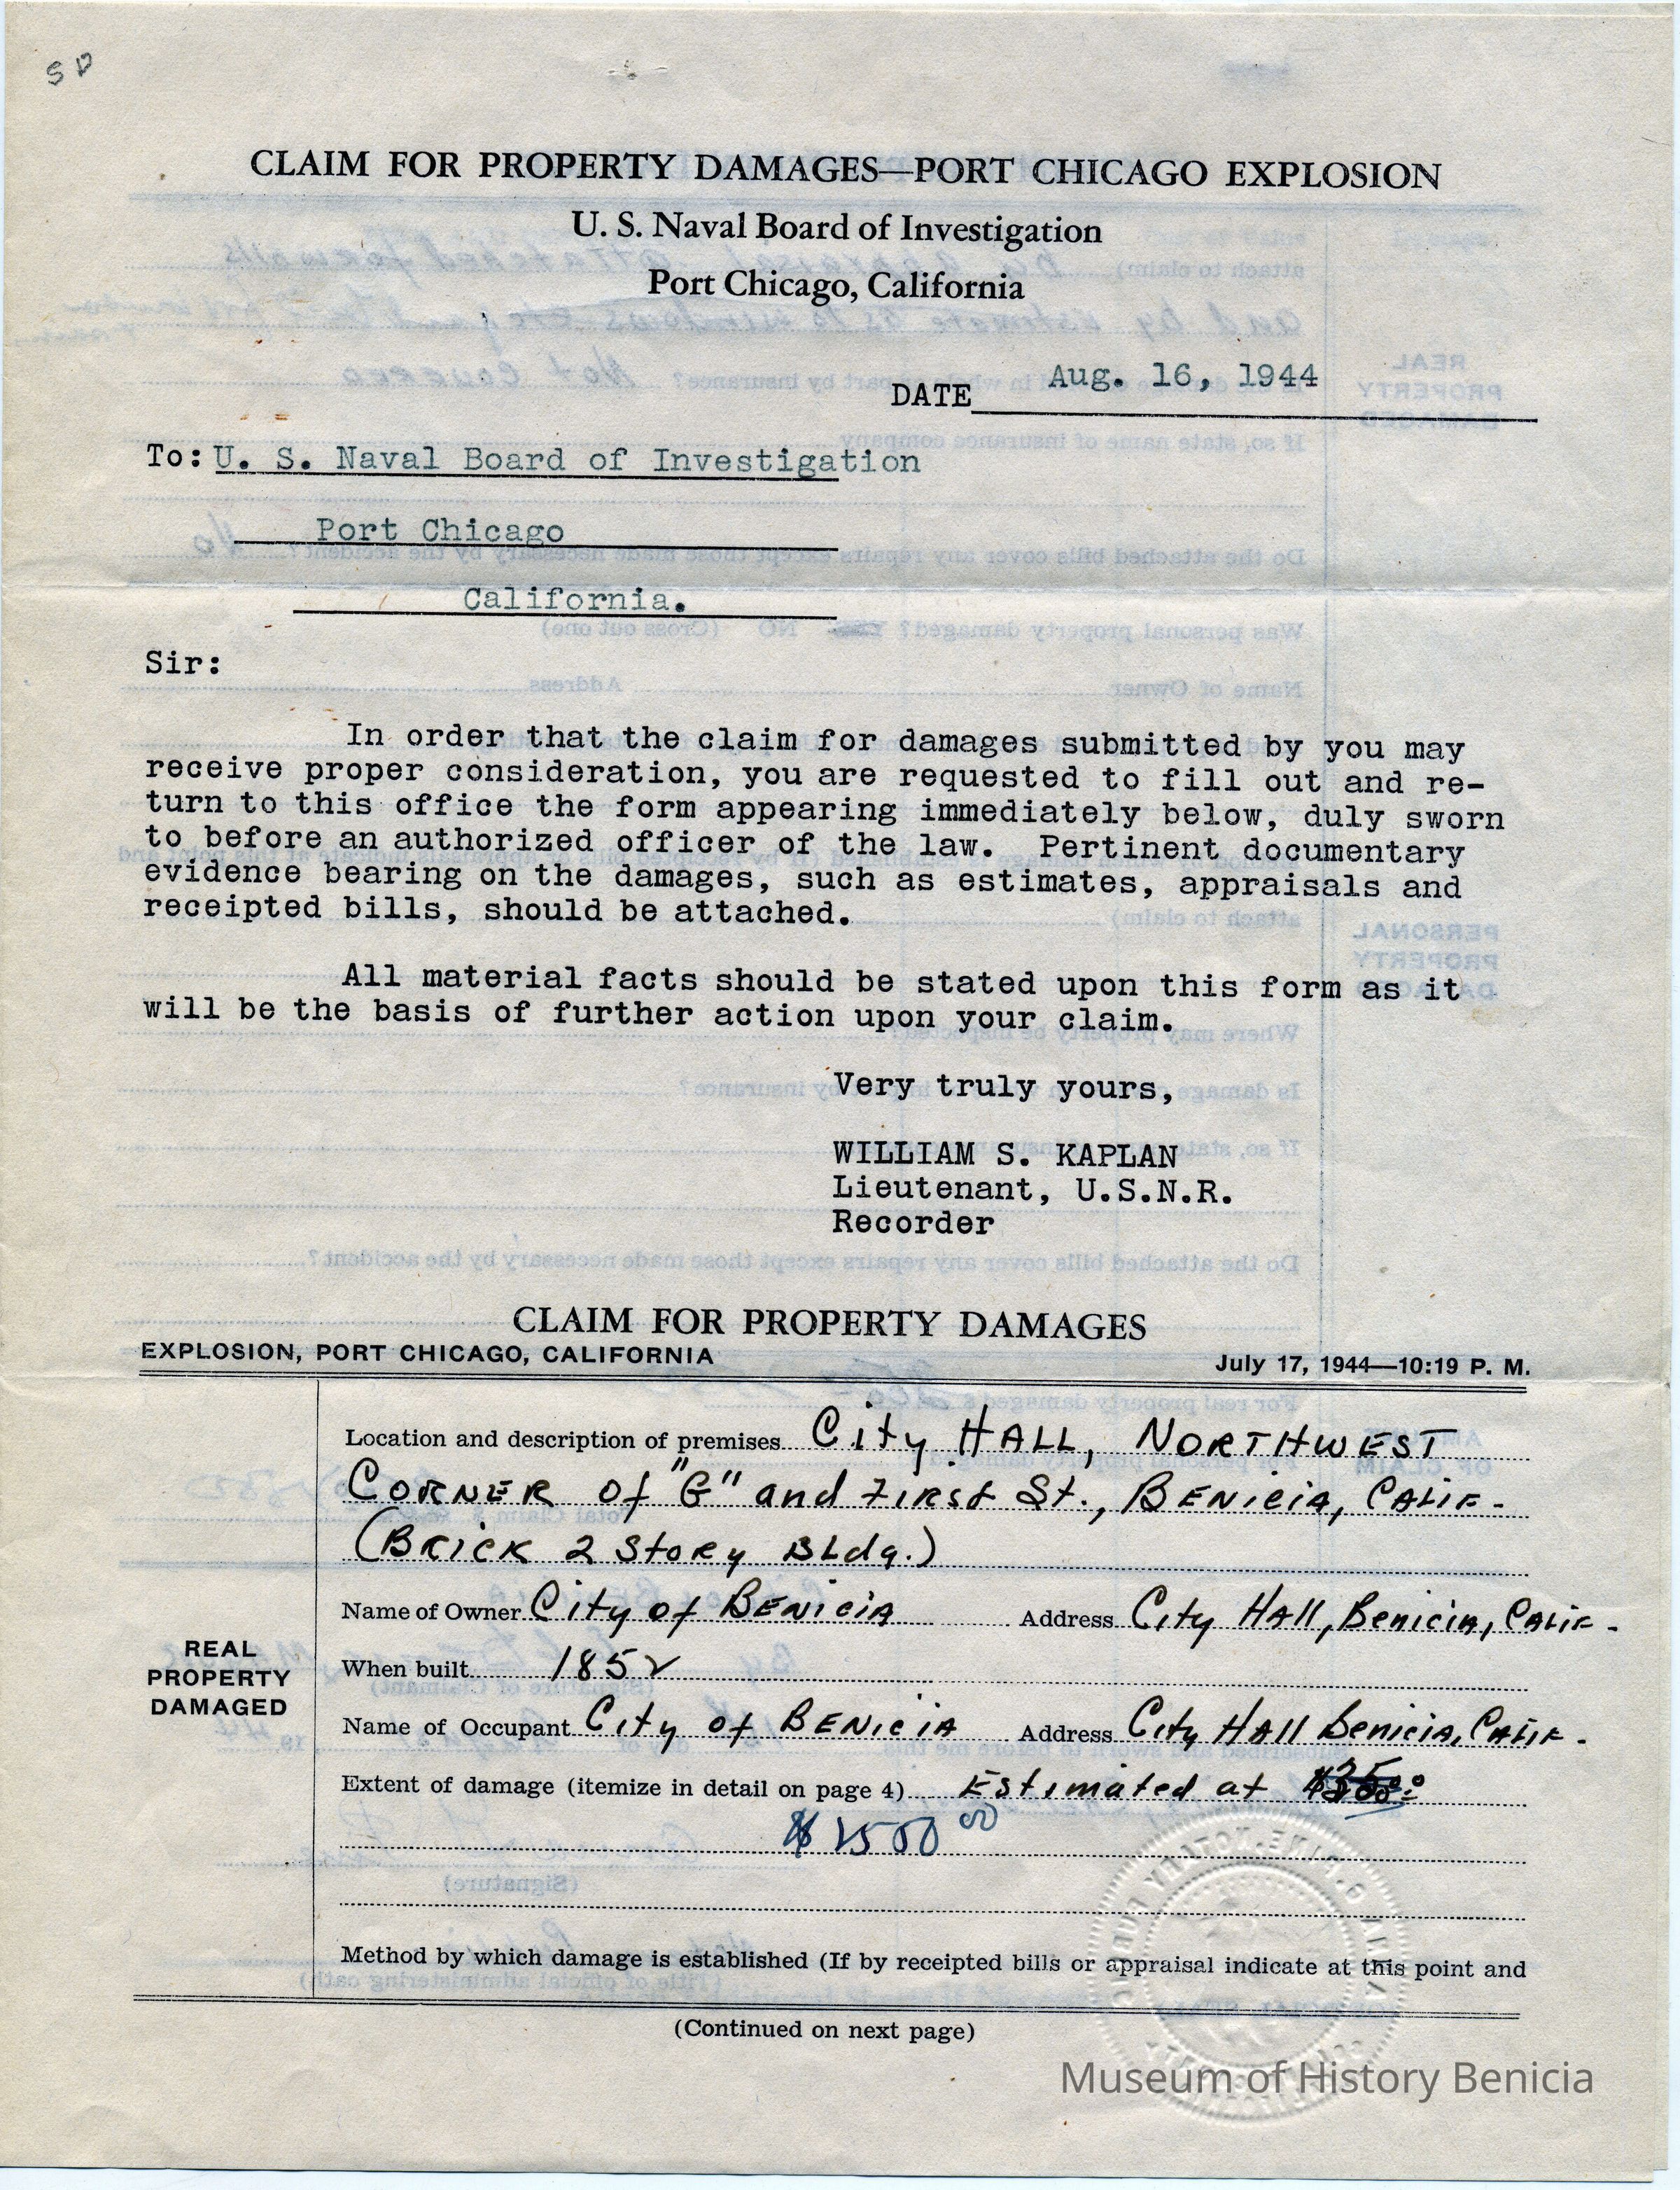 S D
CLAIM FOR PROPERTY DAMAGES—PORT CHICAGO EXPLOSION
U. S. Naval Board of Investigation
Port Chicago, California
DATE Aug. 16, 1944
To: U. S. Naval Board of Investigation
Port Chicago
California.
Sir:
In order that the claim for damages submitted by you may
receive proper consideration, you are requested to fill out and re-
turn to this office the form appearing immediately below, duly sworn
to before an authorized officer of the law. Pertinent documentary
evidence bearing on the damages, such as estimates, appraisals and
receipted bills, should be attached.
All material facts should be stated upon this form as it
will be the basis of further action upon your claim.
Very truly yours,
WILLIAM S. KAPLAN
Lieutenant, U.S.N.R.
Recorder
CLAIM FOR PROPERTY DAMAGES
EXPLOSION, PORT CHICAGO, CALIFORNIA July 17, 1944—10:19 P. M.
Location and description of premises City HALL, NORTHWEST
CORNER of "G" and FIRST St., BENICIA, CALIF.
(BRICK 2 STORY BLdg.)
Name of Owner City of BENICIA Address City Hall, Benicia, CALIF.
REAL PROPERTY DAMAGED
When built 1852
Name of Occupant City of BENICIA Address City HAll Benicia, CALIF.
Extent of damage (itemize in detail on page 4) Estimated at
$ 2500 00
Method by which damage is established (If by receipted bills or appraisal indicate at this point and
(Continued on next page)
Museum of History Benicia